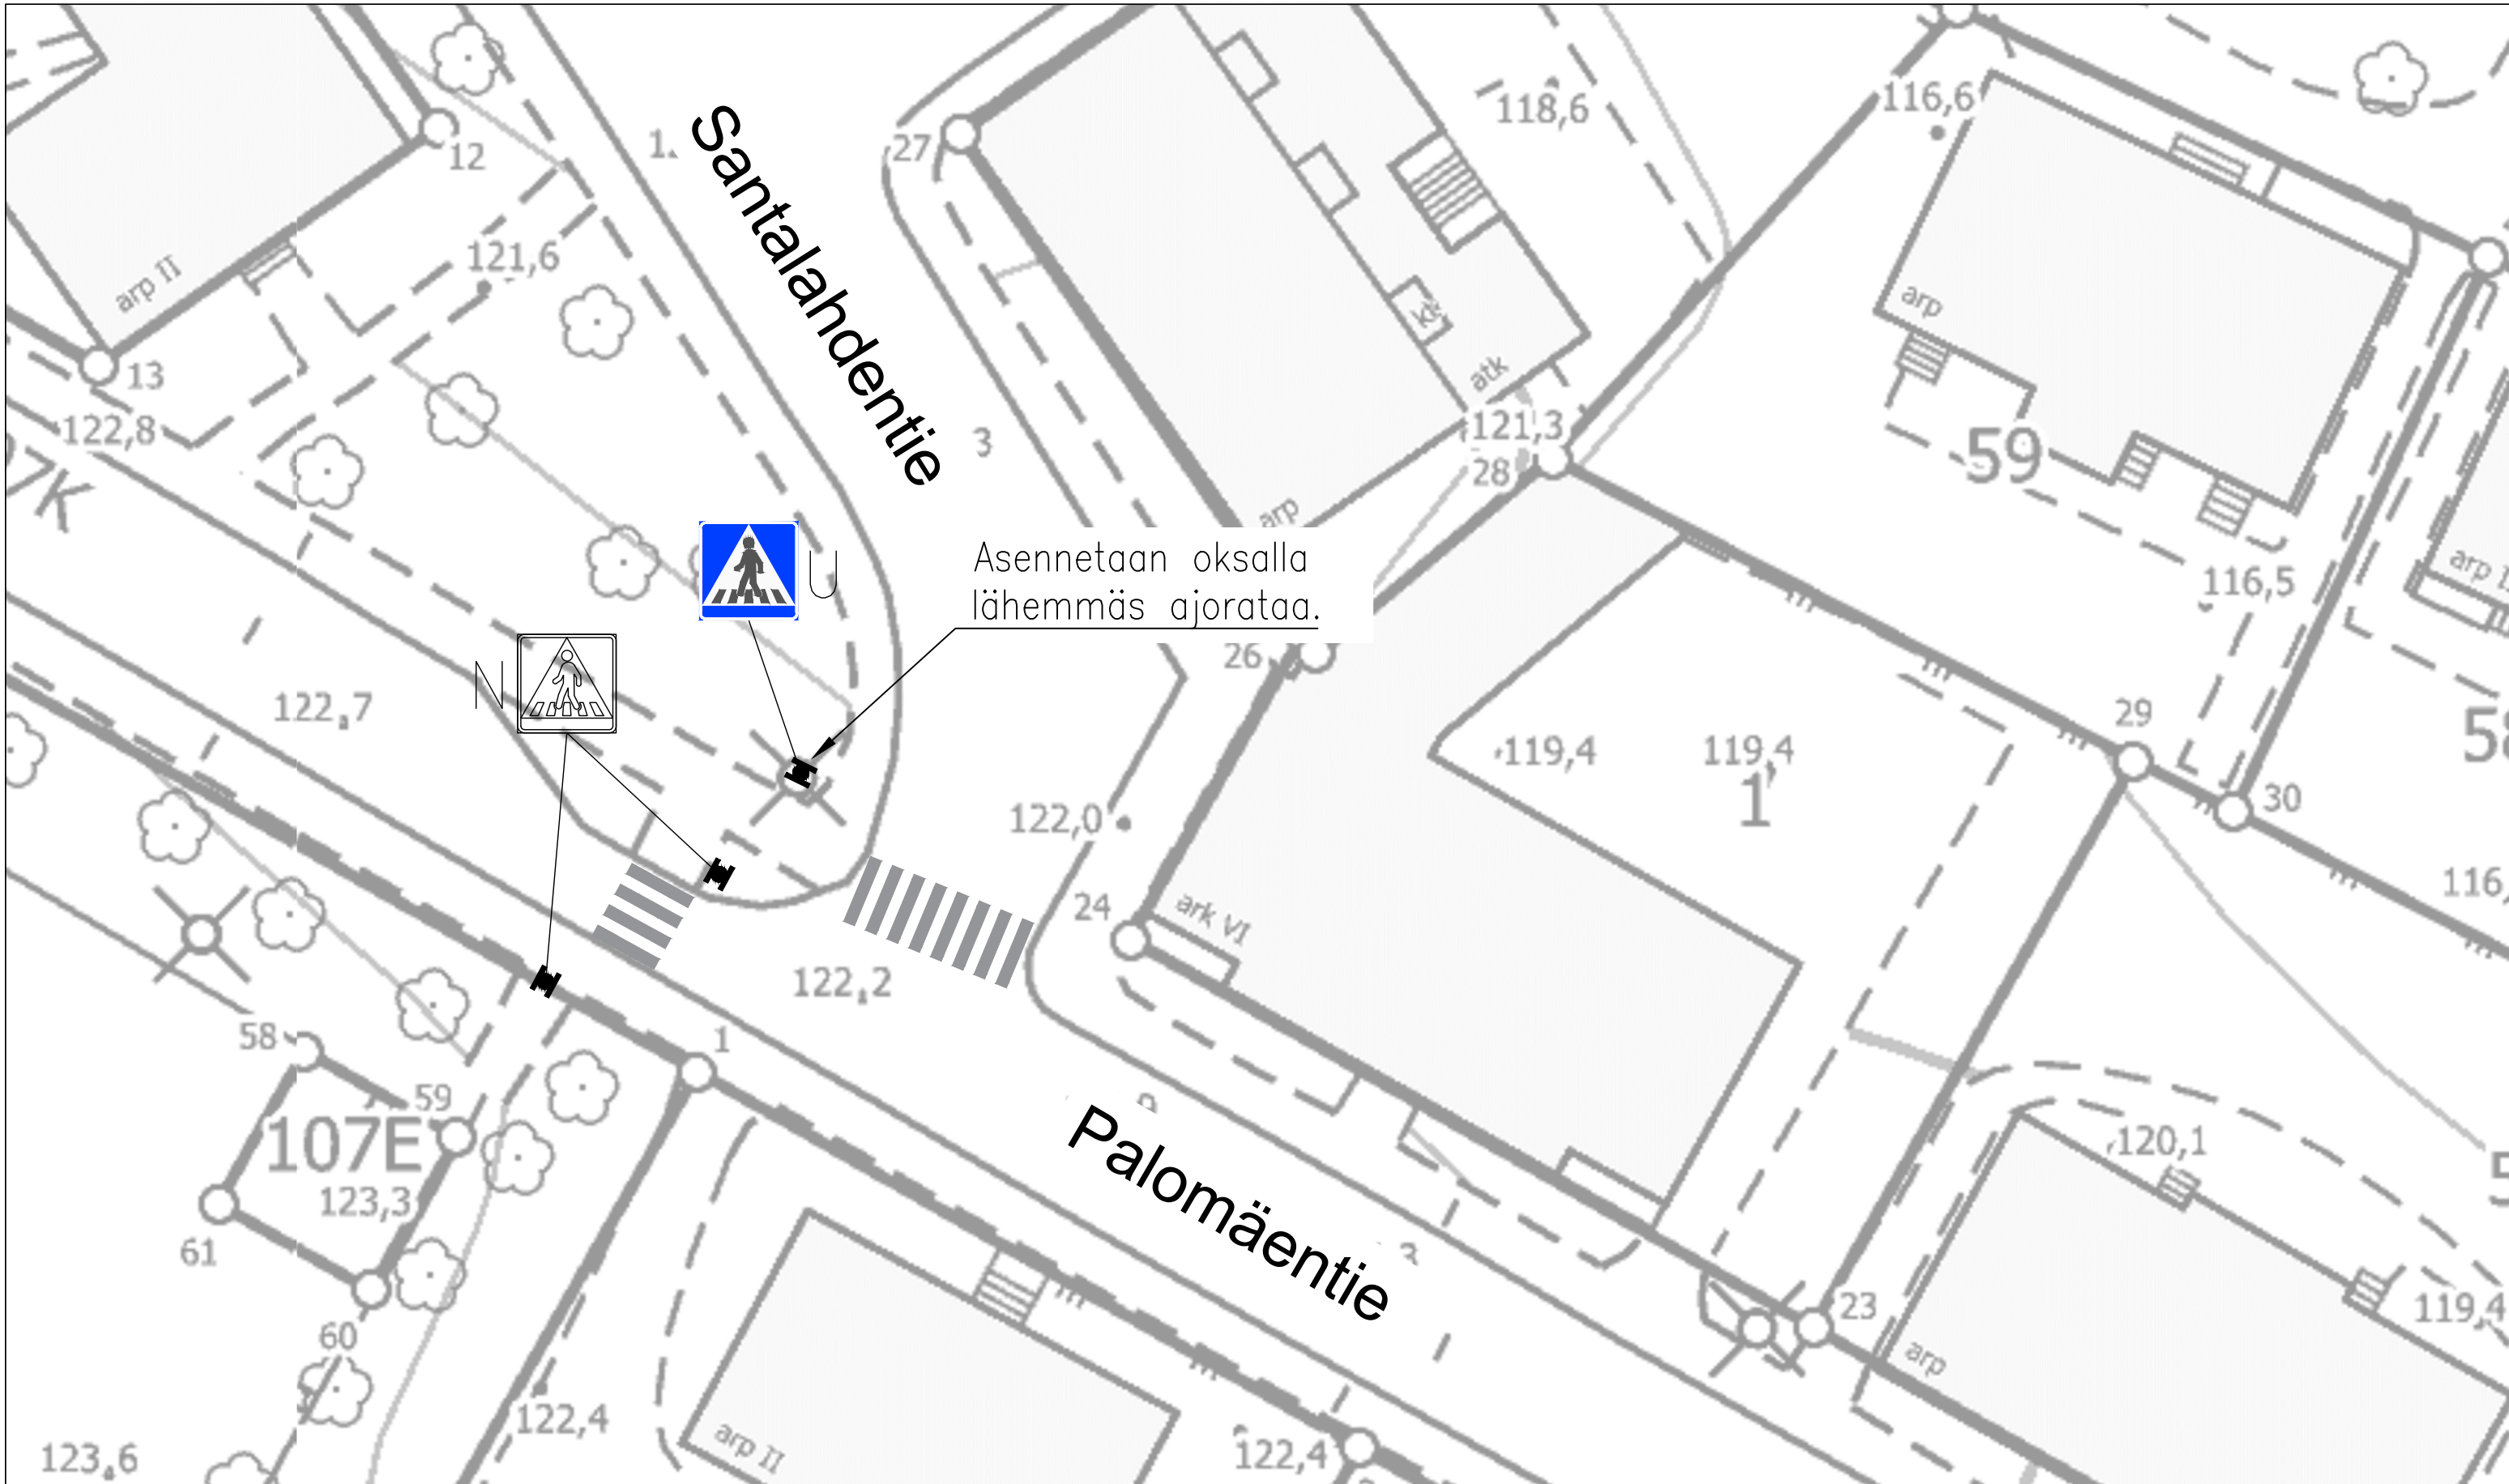 12
1.
Santalahdentie
27
118,6
116,6
121,6
arp II
13
122,8
7K
3
kk
atk
121,3
28
arp
59
arp
116,5
arp
Asennetaan oksalla
lähemmäs ajorataa.
U
N
122,7
26
29
119,4
119,4
1
30
122,0
24
ark VI
122,2
116,
58
59
1
107E
123,3
61
60
Palomäentie
120,1
119,4
23
arp
122,4
123,6
arp II
122,4